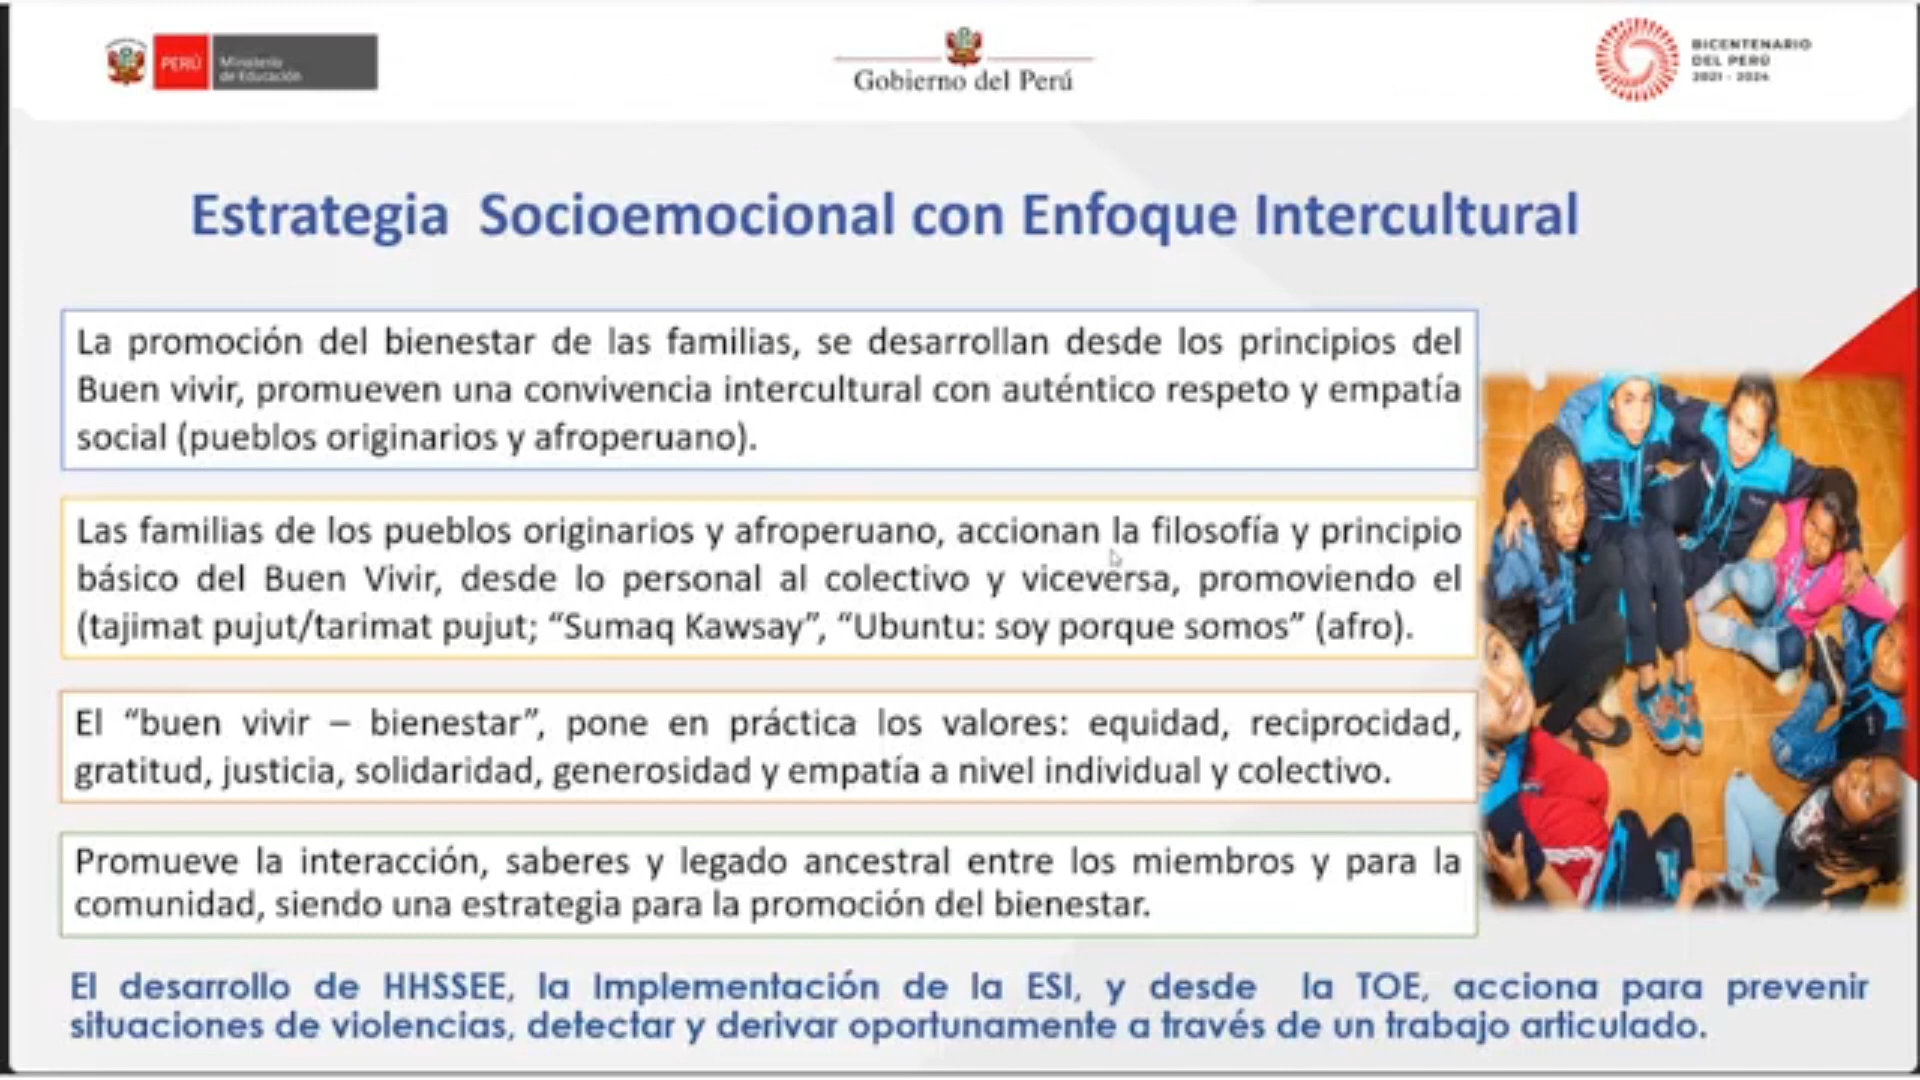 PERÚ
Ministerio
de Educación
Gobierno del Perú
BICENTENARIO
DEL PERÚ
2021 - 2024
Estrategia Socioemocional con Enfoque Intercultural
La promoción del bienestar de las familias, se desarrollan desde los principios del
Buen vivir, promueven una convivencia intercultural con auténtico respeto y empatía
social (pueblos originarios y afroperuano).
Las familias de los pueblos originarios y afroperuano, accionan la filosofía y principio
básico del Buen Vivir, desde lo personal al colectivo y viceversa, promoviendo el
(tajimat pujut/tarimat pujut; “Sumaq Kawsay”, “Ubuntu: soy porque somos” (afro).
El “buen vivir – bienestar”, pone en práctica los valores: equidad, reciprocidad,
gratitud, justicia, solidaridad, generosidad y empatía a nivel individual y colectivo.
Promueve la interacción, saberes y legado ancestral entre los miembros y para la
comunidad, siendo una estrategia para la promoción del bienestar.
El desarrollo de HHSSEE, la Implementación de la ESI, y desde la TOE, acciona para prevenir
situaciones de violencias, detectar y derivar oportunamente a través de un trabajo articulado.